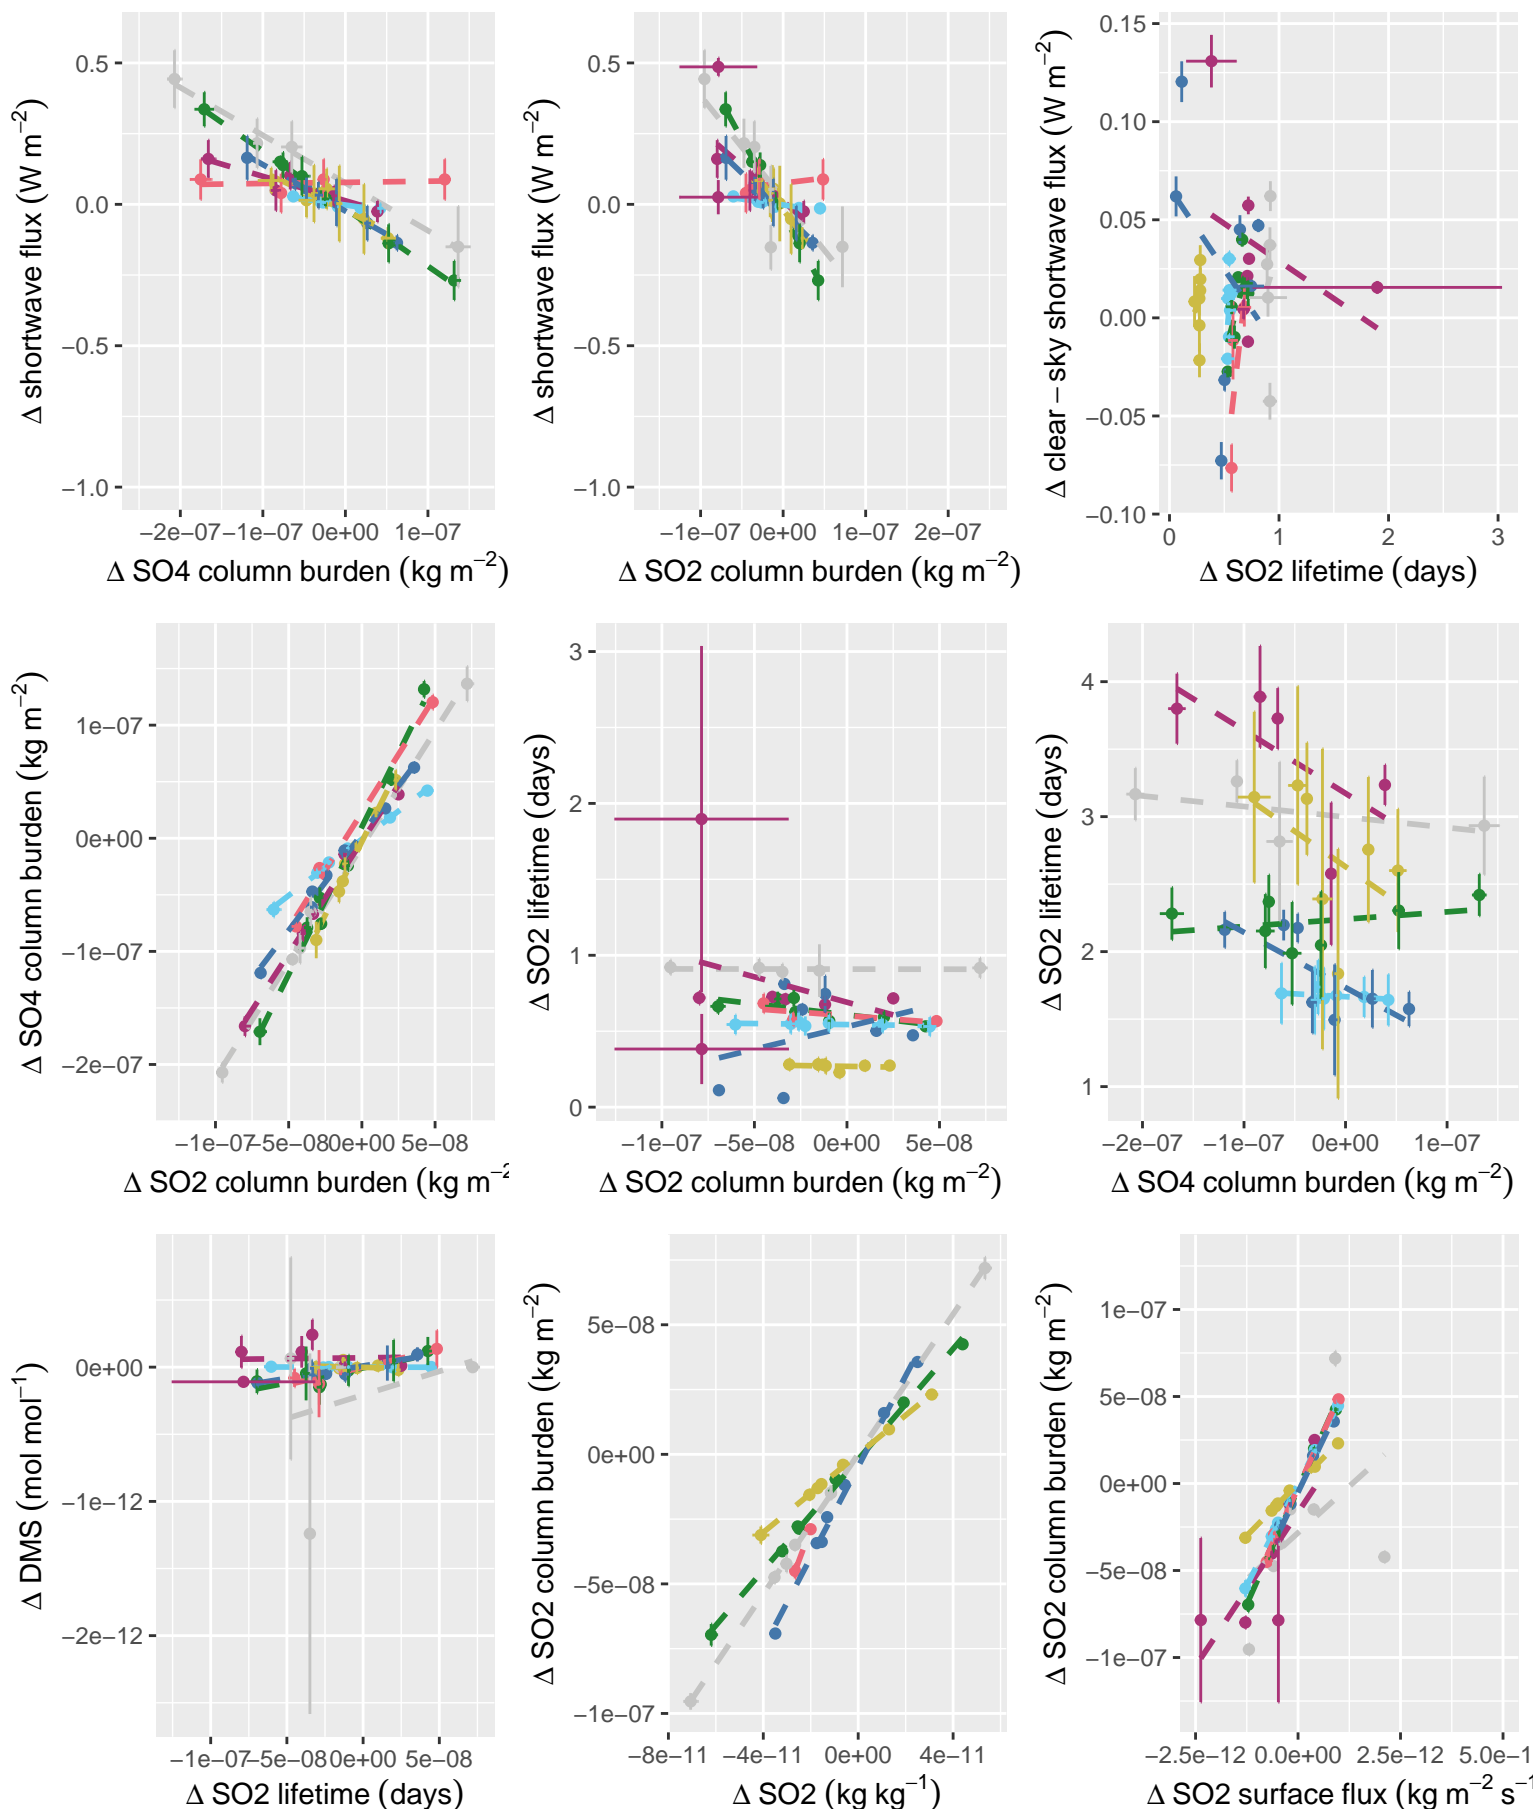 Δ shortwave flux (W m−2)
0.5
0.0
−0.5
−1.0
−2e−07 −1e−07 0e+00 1e−07
Δ SO4 column burden (kg m−2)
Δ shortwave flux (W m−2)
0.5
0.0
−0.5
−1.0
−1e−07 0e+00 1e−07 2e−07
Δ SO2 column burden (kg m−2)
Δ clear − sky shortwave flux (W m−2)
0.15
0.10
0.05
0.00
−0.05
−0.10
0 1 2 3
Δ SO2 lifetime (days)
Δ SO4 column burden (kg m−2)
1e−07
0e+00
−1e−07
−2e−07
−1e−07 −5e−08 0e+00 5e−08
Δ SO2 column burden (kg m−2
Δ SO2 lifetime (days)
3
2
1
0
−1e−07 −5e−08 0e+00 5e−08
Δ SO2 column burden (kg m−2)
Δ SO2 lifetime (days)
4
3
2
1
−2e−07 −1e−07 0e+00 1e−07
Δ SO4 column burden (kg m−2)
Δ DMS (mol mol−1)
0e+00
−1e−12
−2e−12
−1e−07 −5e−08 0e+00 5e−08
Δ SO2 lifetime (days)
Δ SO2 column burden (kg m−2)
5e−08
0e+00
−5e−08
−1e−07
−8e−11 −4e−11 0e+00 4e−11
Δ SO2 (kg kg−1)
Δ SO2 column burden (kg m−2)
1e−07
5e−08
0e+00
−5e−08
−1e−07
−2.5e−12 0.0e+00 2.5e−12 5.0e−1
Δ SO2 surface flux (kg m−2 s−1